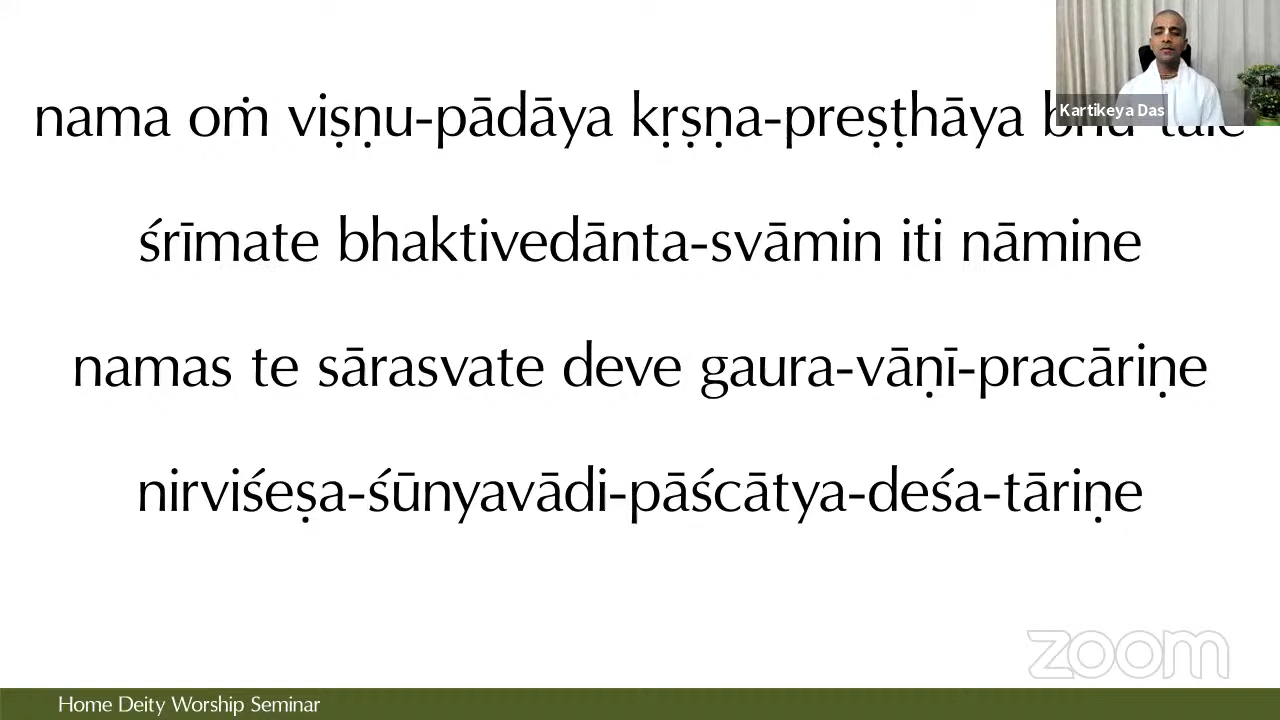 nama oṁ viṣṇu-pādāya kṛṣṇa-preṣṭhāya
Kartikeya Das
śrīmate bhaktivedānta-svāmin iti nāmine
namas te sārasvate deve gaura-vāṇī-pracāriṇe
nirviśeṣa-śūnyavādi-pāścātya-deśa-tāriṇe
zoom
Home Deity Worship Seminar